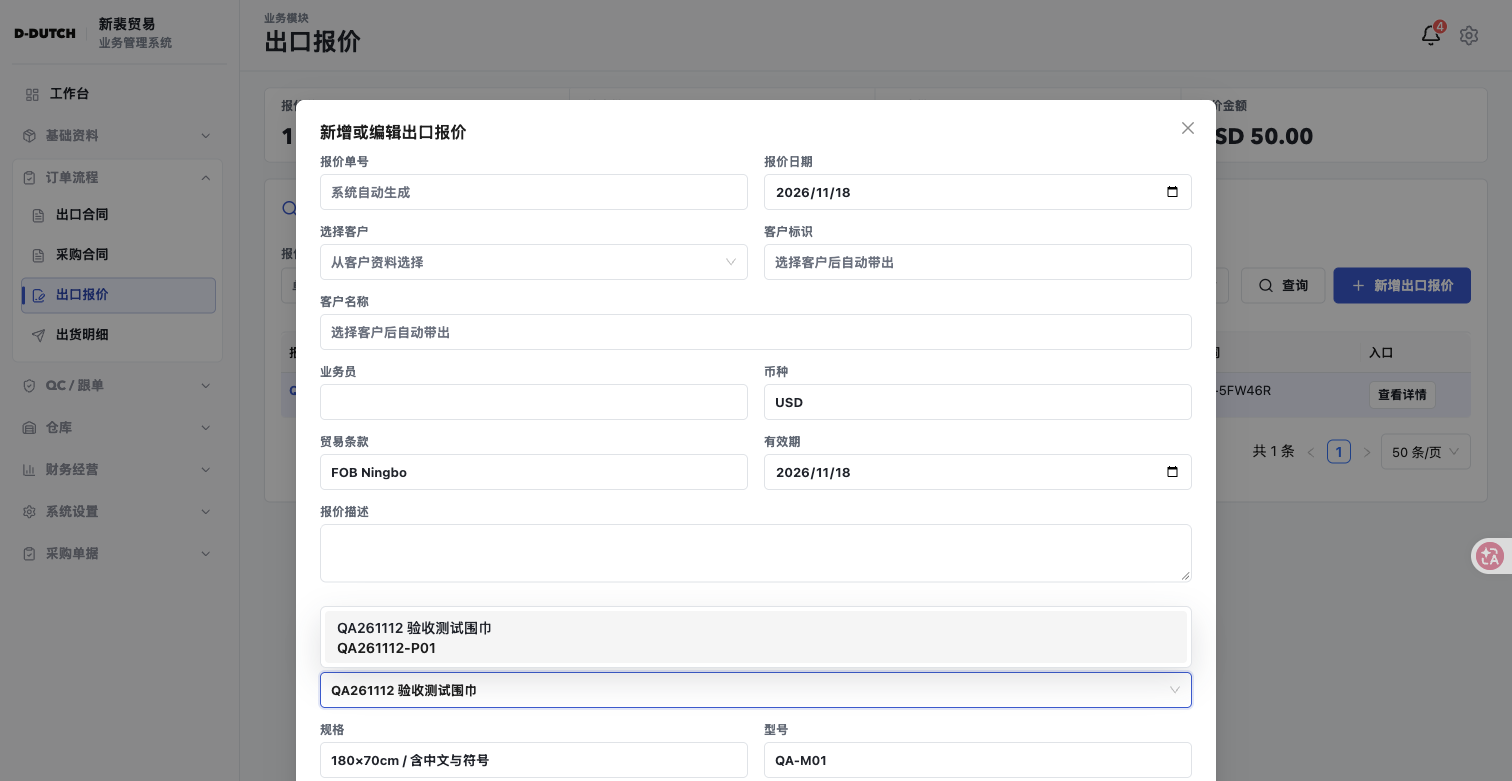 D-DUTCH
新裴贸易
业务管理系统
工作台
基础资料
订单流程
出口合同
采购合同
出口报价
出货明细
QC / 跟单
仓库
财务经营
系统设置
采购单据
业务模块
出口报价
4
价金额
SD 50.00
查询
新增出口报价
入口
-5FW46R
查看详情
共 1 条
1
50 条/页
新增或编辑出口报价
报价单号
报价日期
系统自动生成
2026/11/18
选择客户
客户标识
从客户资料选择
选择客户后自动带出
客户名称
选择客户后自动带出
业务员
币种
USD
贸易条款
有效期
FOB Ningbo
2026/11/18
报价描述
QA261112 验收测试围巾
QA261112-P01
QA261112 验收测试围巾
规格
型号
180×70cm / 含中文与符号
QA-M01